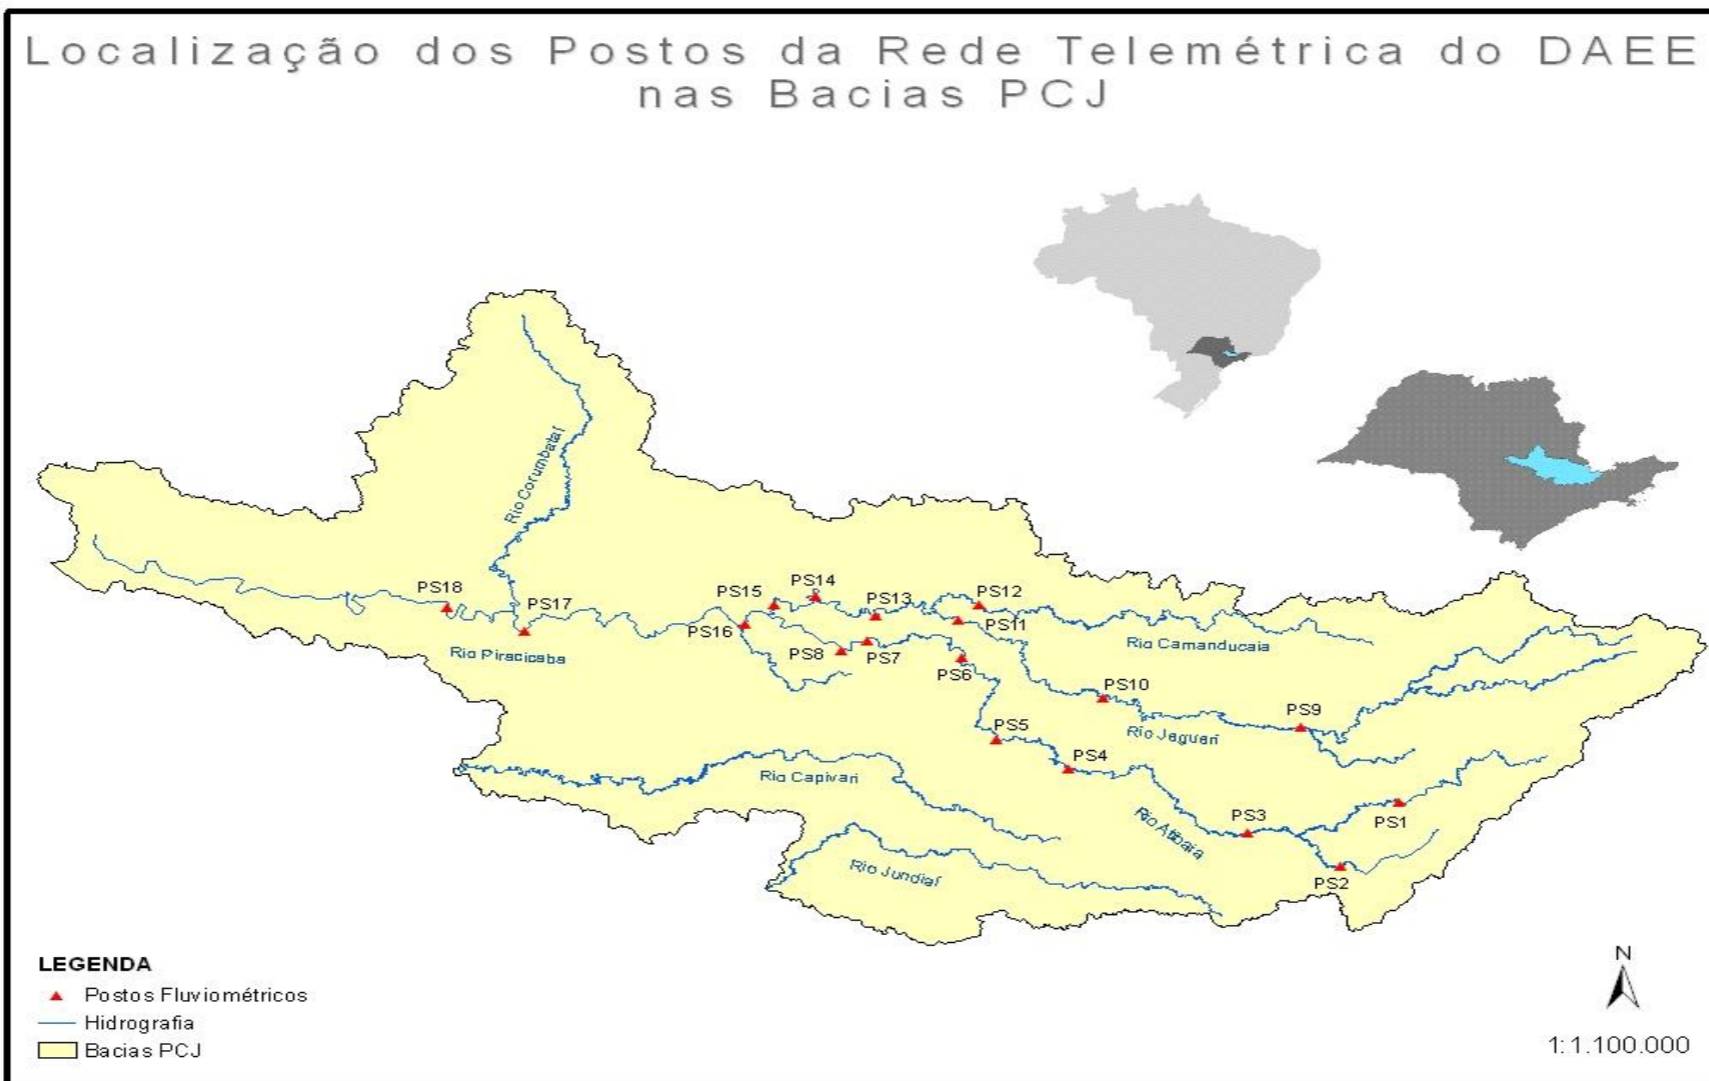 Localização dos Postos da Rede Telemétrica do DAEE
nas Bacias PCJ
Rio Corumbataí
PS18
PS17
Rio Piracicaba
PS15
PS14
PS16
PS13
PS12
PS11
Rio Camanducaia
PS8
PS7
PS6
PS10
PS9
Rio Jaguari
PS5
PS4
Rio Capivari
PS3
PS1
Rio Atibaia
PS2
Rio Jundiaí
LEGENDA
Postos Fluviométricos
Hidrografia
Bacias PCJ
N
1:1.100.000